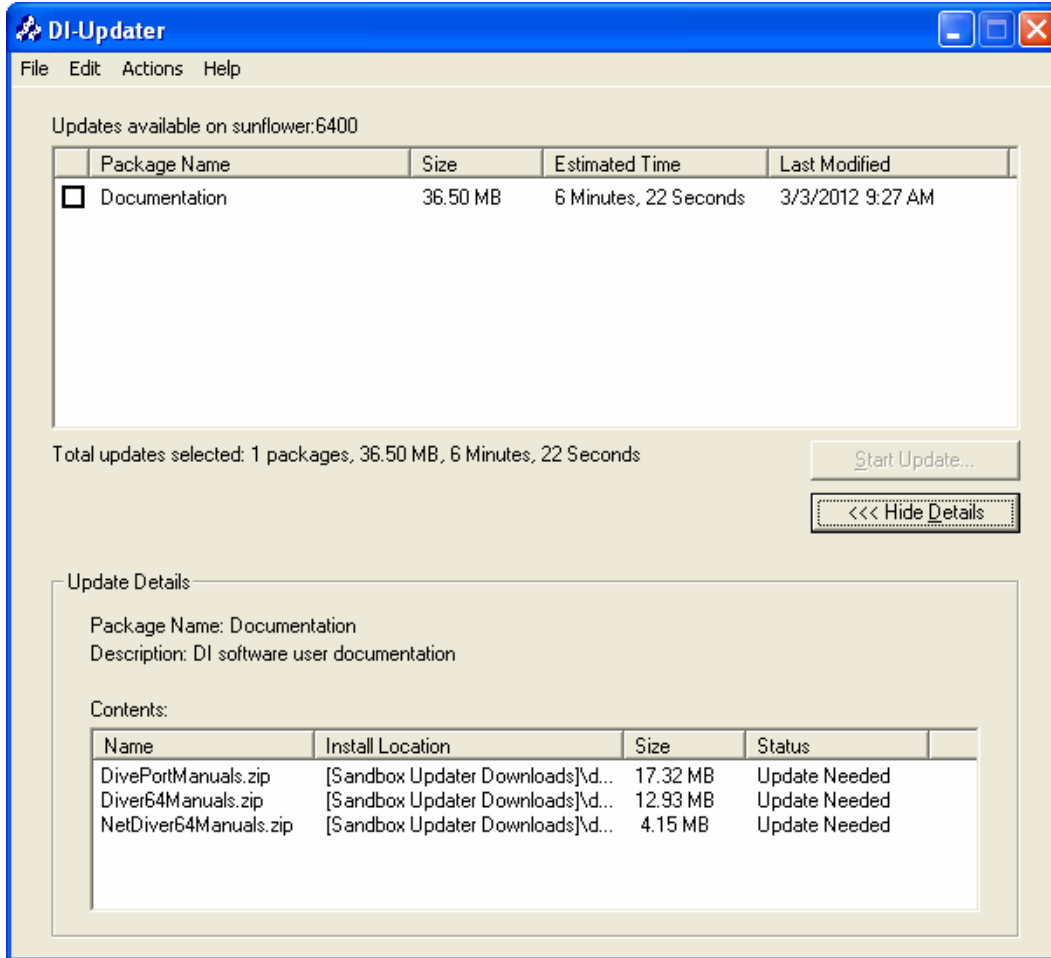 DI-Updater
File Edit Actions Help
Updates available on sunflower:6400
Package Name Size Estimated Time Last Modified
Documentation 36.50 MB 6 Minutes, 22 Seconds 3/3/2012 9:27 AM
Total updates selected: 1 packages, 36.50 MB, 6 Minutes, 22 Seconds
Start Update...
<<< Hide Details
Update Details
Package Name: Documentation
Description: DI software user documentation
Contents:
Name Install Location Size Status
DivePortManuals.zip [Sandbox Updater Downloads]\d... 17.32 MB Update Needed
Diver64Manuals.zip [Sandbox Updater Downloads]\d... 12.93 MB Update Needed
NetDiver64Manuals.zip [Sandbox Updater Downloads]\d... 4.15 MB Update Needed